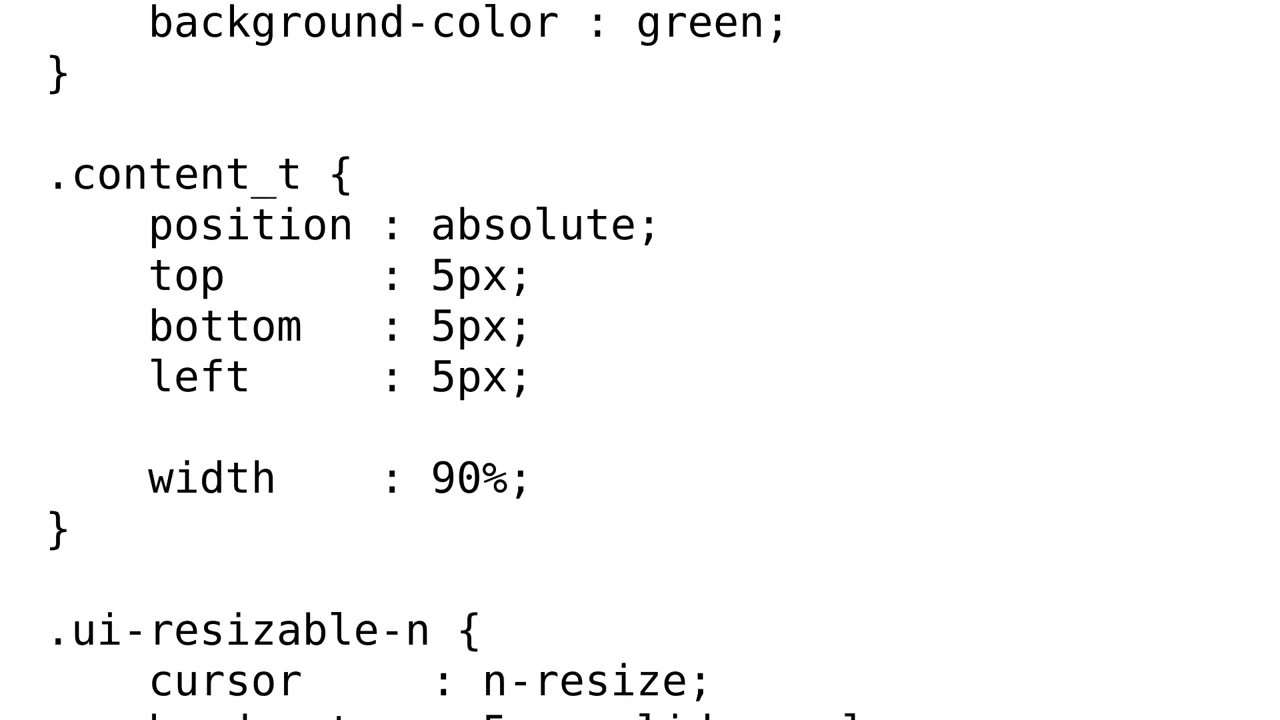 background-color : green;
}

.content_t {
    position : absolute;
    top      : 5px;
    bottom   : 5px;
    left     : 5px;

    width    : 90%;
}

.ui-resizable-n {
    cursor     : n-resize;